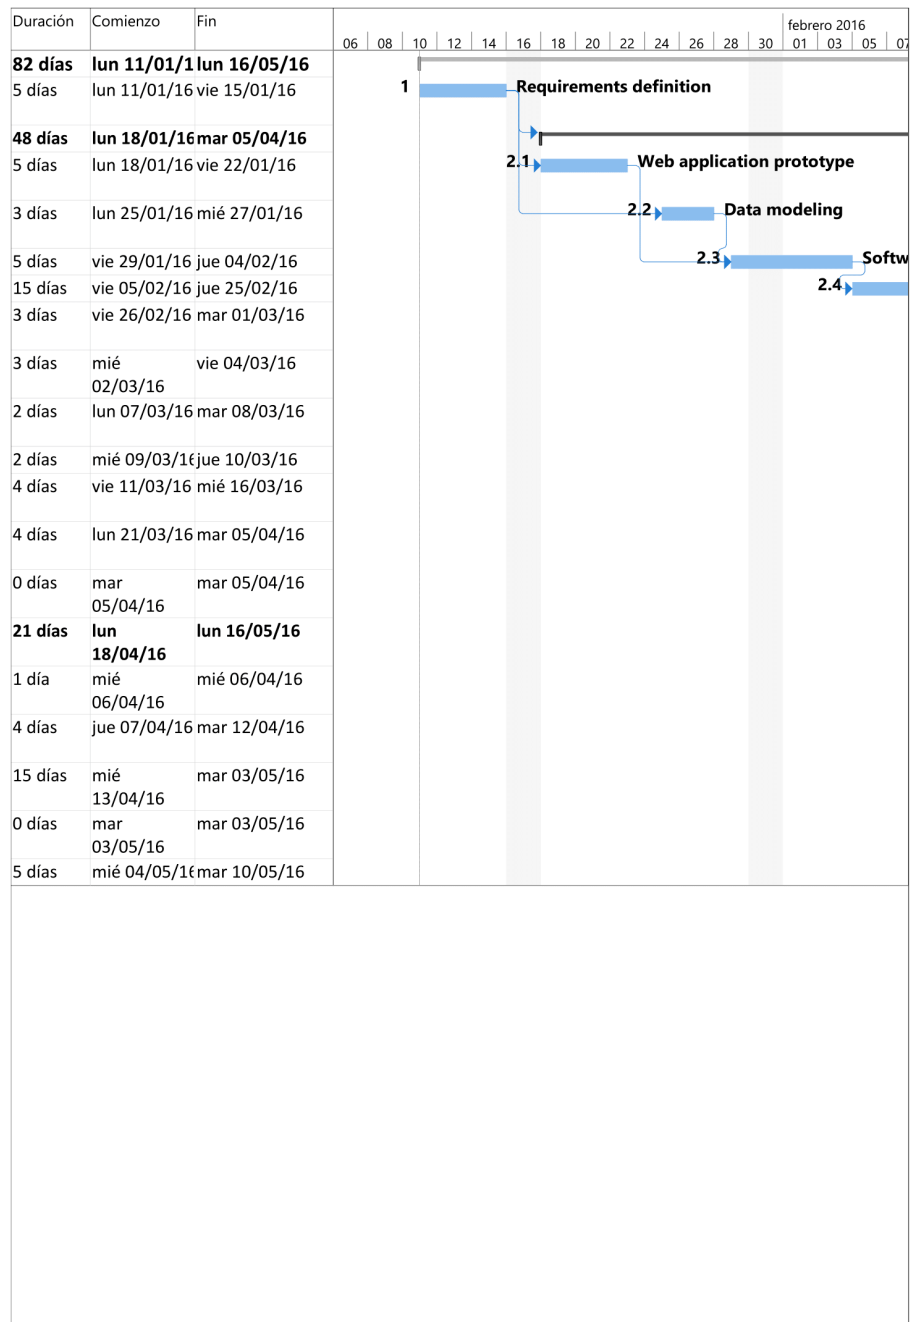 Duración Comienzo Fin
febrero 2016
06 08 10 12 14 16 18 20 22 24 26 28 30 01 03 05 07
82 días lun 11/01/1 lun 16/05/16
5 días lun 11/01/16 vie 15/01/16 1 Requirements definition
48 días lun 18/01/16 mar 05/04/16
5 días lun 18/01/16 vie 22/01/16 2.1 Web application prototype
3 días lun 25/01/16 mié 27/01/16 2.2 Data modeling
5 días vie 29/01/16 jue 04/02/16 2.3 Softw
15 días vie 05/02/16 jue 25/02/16 2.4
3 días vie 26/02/16 mar 01/03/16
3 días mié vie 04/03/16
02/03/16
2 días lun 07/03/16 mar 08/03/16
2 días mié 09/03/16 jue 10/03/16
4 días vie 11/03/16 mié 16/03/16
4 días lun 21/03/16 mar 05/04/16
0 días mar mar 05/04/16
05/04/16
21 días lun lun 16/05/16
18/04/16
1 día mié mié 06/04/16
06/04/16
4 días jue 07/04/16 mar 12/04/16
15 días mié mar 03/05/16
13/04/16
0 días mar mar 03/05/16
03/05/16
5 días mié 04/05/16 mar 10/05/16